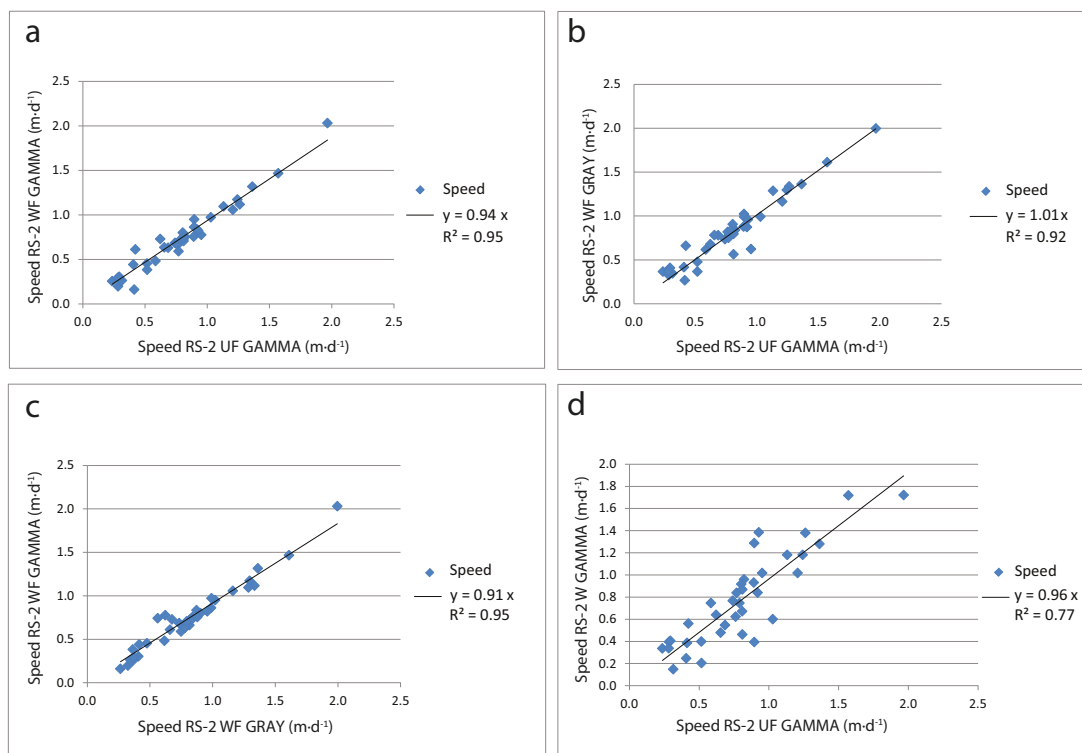 a
2.5
2.0
1.5
1.0
0.5
0.0
0.0 0.5 1.0 1.5 2.0 2.5
Speed RS-2 WF GAMMA (m·d⁻¹)
Speed RS-2 UF GAMMA (m·d⁻¹)
Speed
y = 0.94 x
R² = 0.95
b
2.5
2.0
1.5
1.0
0.5
0.0
0.0 0.5 1.0 1.5 2.0 2.5
Speed RS-2 WF GRAY (m·d⁻¹)
Speed RS-2 UF GAMMA (m·d⁻¹)
Speed
y = 1.01 x
R² = 0.92
c
2.5
2.0
1.5
1.0
0.5
0.0
0.0 0.5 1.0 1.5 2.0 2.5
Speed RS-2 WF GAMMA (m·d⁻¹)
Speed RS-2 WF GRAY (m·d⁻¹)
Speed
y = 0.91 x
R² = 0.95
d
2.0
1.8
1.6
1.4
1.2
1.0
0.8
0.6
0.4
0.2
0.0
0.0 0.5 1.0 1.5 2.0 2.5
Speed RS-2 W GAMMA (m·d⁻¹)
Speed RS-2 UF GAMMA (m·d⁻¹)
Speed
y = 0.96 x
R² = 0.77